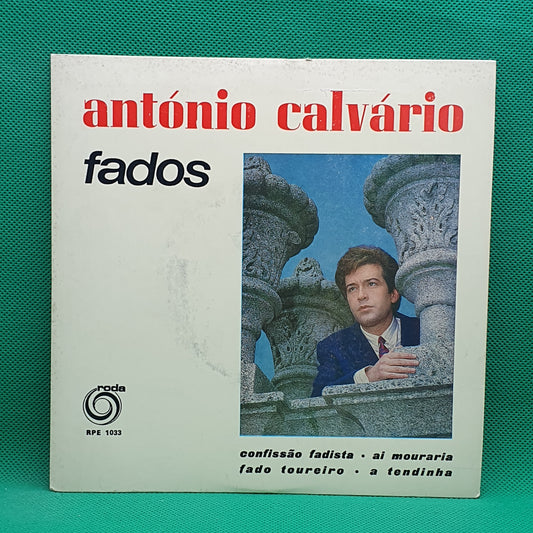 antónio calvário
fados
roda
RPE 1033
confissão fadista · ai mouraria
fado toureiro · a tendinha